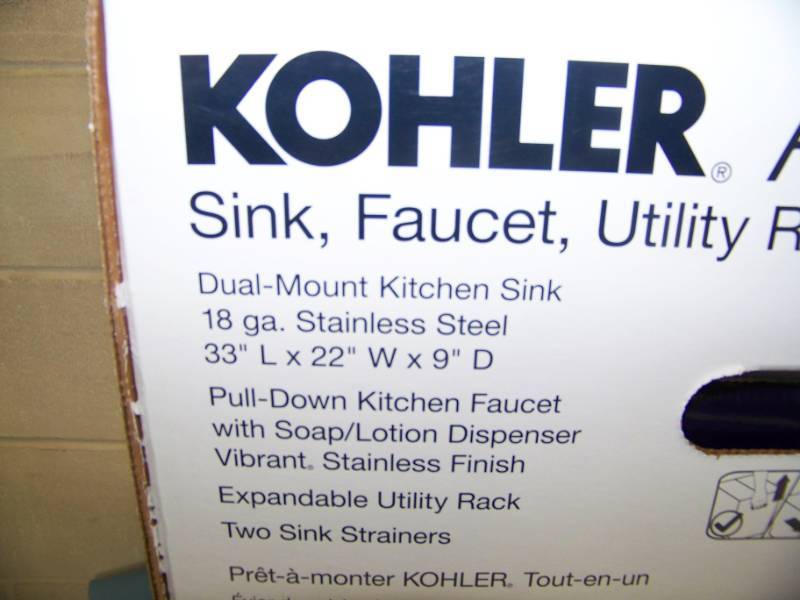 KOHLER®
Sink, Faucet, Utility
Dual-Mount Kitchen Sink
18 ga. Stainless Steel
33" L x 22" W x 9" D
Pull-Down Kitchen Faucet
with Soap/Lotion Dispenser
Vibrant® Stainless Finish
Expandable Utility Rack
Two Sink Strainers
Prêt-à-monter KOHLER® Tout-en-un